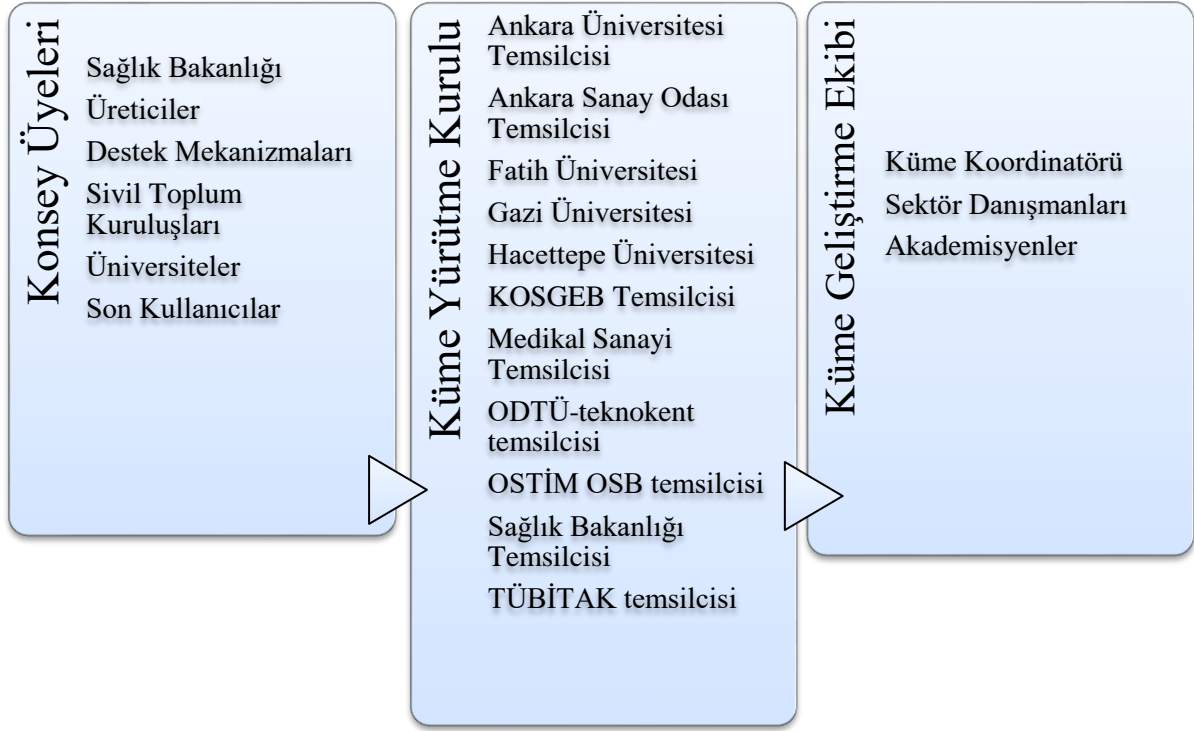 Konsey Üyeleri
Sağlık Bakanlığı
Üreticiler
Destek Mekanizmaları
Sivil Toplum
Kuruluşları
Üniversiteler
Son Kullanıcılar
Küme Yürütme Kurulu
Ankara Üniversitesi
Temsilcisi
Ankara Sanay Odası
Temsilcisi
Fatih Üniversitesi
Gazi Üniversitesi
Hacettepe Üniversitesi
KOSGEB Temsilcisi
Medikal Sanayi
Temsilcisi
ODTÜ-teknokent
temsilcisi
OSTİM OSB temsilcisi
Sağlık Bakanlığı
Temsilcisi
TÜBİTAK temsilcisi
Küme Geliştirme Ekibi
Küme Koordinatörü
Sektör Danışmanları
Akademisyenler